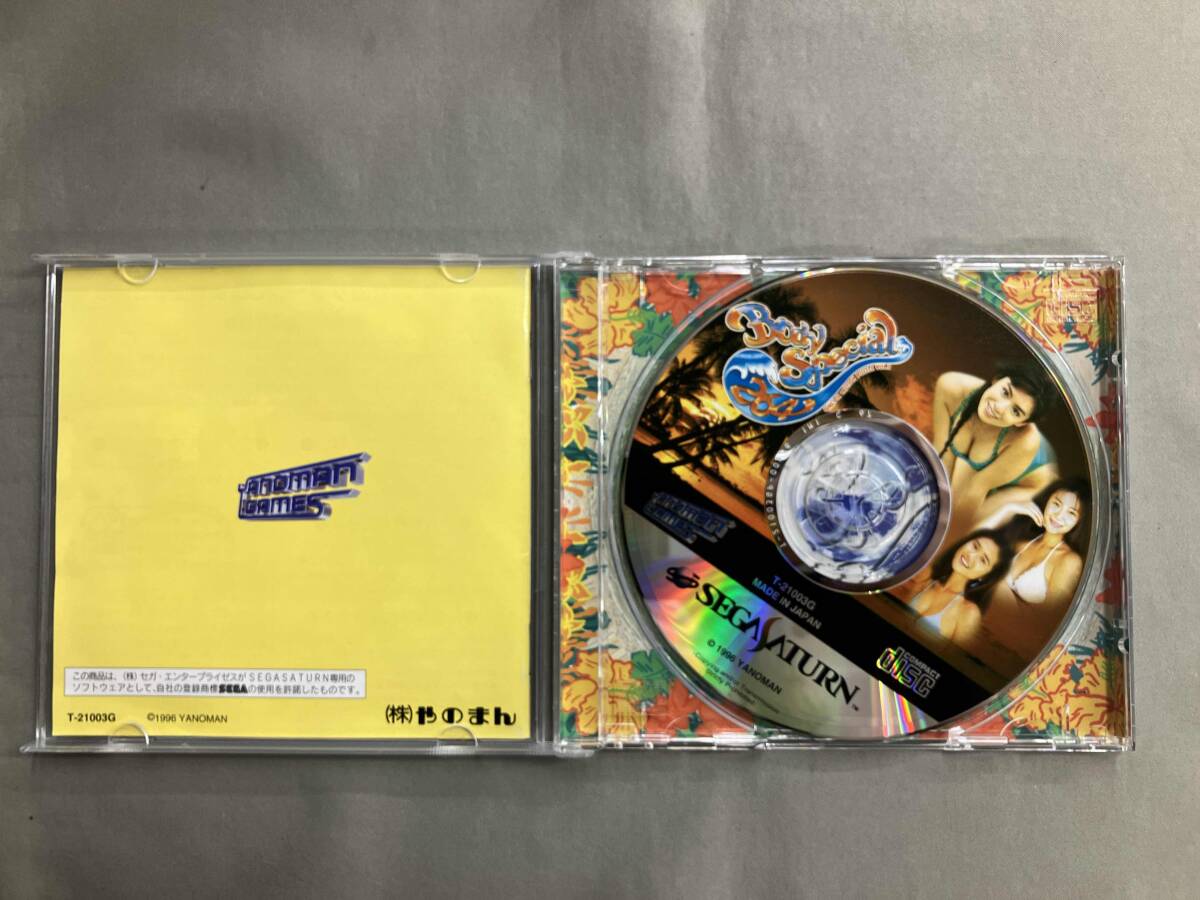 YANOMAN
GAMES
この商品は、(株)セガ・エンタープライゼスがSEGASATURN専用の
ソフトウェアとして、自社の登録商標SEGAの使用を許諾したものです。
T-21003G ©1996 YANOMAN
(株)やのまん
Body
Special
264
YANOMAN
GAMES
T-21003G
MADE IN JAPAN
SEGA SATURN™
© 1996 YANOMAN
COMPACT
disc